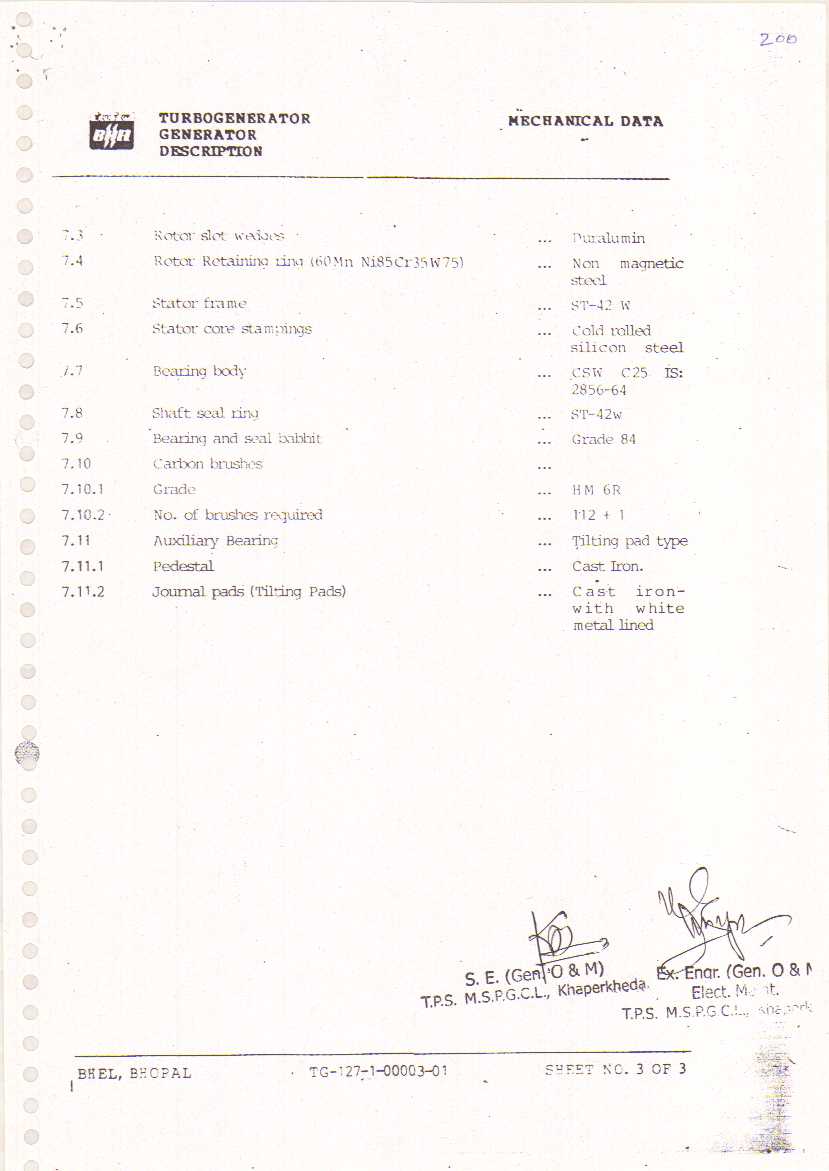 200
BHEL
TURBOGENERATOR
GENERATOR
DESCRIPTION
MECHANICAL DATA
7.3 Rotor slot wedges ... Duralumin
7.4 Rotor Retaining ring (60Mn Ni85Cr35W75) ... Non magnetic
steel
7.5 Stator frame ... ST-42 W
7.6 Stator core stampings ... Cold rolled
silicon steel
7.7 Bearing body ... CSW C25 IS:
2856-64
7.8 Shaft seal ring ... ST-42w
7.9 Bearing and seal babbit ... Grade 84
7.10 Carbon brushes ...
7.10.1 Grade ... HM 6R
7.10.2 No. of brushes required ... 112 + 1
7.11 Auxiliary Bearing ... Tilting pad type
7.11.1 Pedestal ... Cast Iron.
7.11.2 Journal pads (Tilting Pads) ... Cast iron-
with white
metal lined
S. E. (Gen. O & M)
T.P.S. M.S.P.G.C.L., Khaperkheda.
Ex. Engr. (Gen. O & M
Elect.
T.P.S. M.S.P.G.C.L.,
BHEL, BHOPAL TG-127-1-00003-01 SHEET NO. 3 OF 3